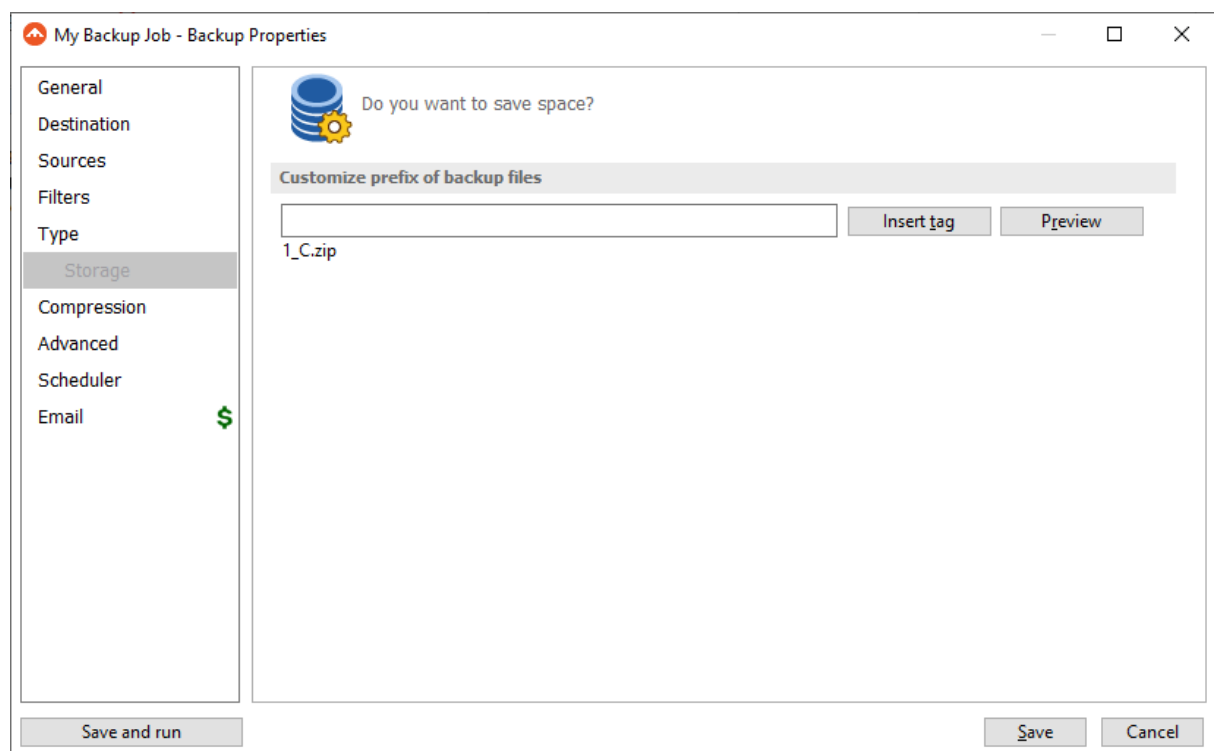 My Backup Job - Backup Properties
General
Destination
Sources
Filters
Type
Storage
Compression
Advanced
Scheduler
Email $
Do you want to save space?
Customize prefix of backup files
Insert tag Preview
1_C.zip
Save and run Save Cancel